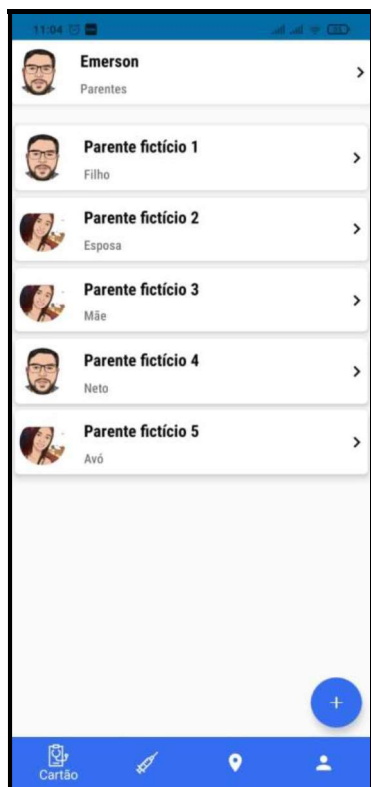 11:04
Emerson
Parentes
Parente fictício 1
Filho
Parente fictício 2
Esposa
Parente fictício 3
Mãe
Parente fictício 4
Neto
Parente fictício 5
Avó
+
Cartão